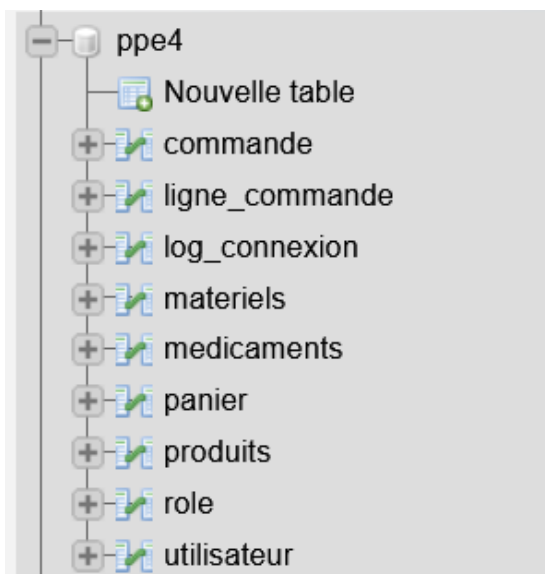 ppe4
Nouvelle table
commande
ligne_commande
log_connexion
materiels
medicaments
panier
produits
role
utilisateur